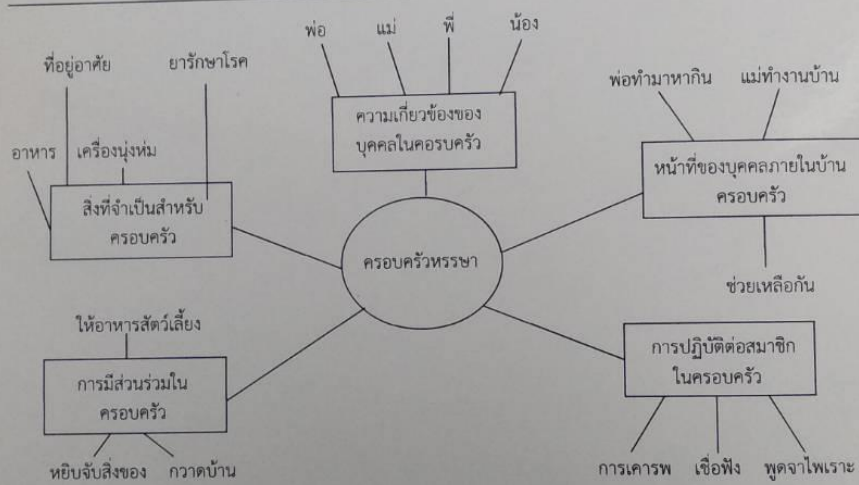 พ่อ แม่ พี่ น้อง
ที่อยู่อาศัย ยารักษาโรค
อาหาร เครื่องนุ่งห่ม
ความเกี่ยวข้องของ
บุคคลในคอรบครัว
พ่อทำมาหากิน แม่ทำงานบ้าน
สิ่งที่จำเป็นสำหรับ
ครอบครัว
หน้าที่ของบุคคลภายในบ้าน
ครอบครัว
ครอบครัวหรรษา
ช่วยเหลือกัน
ให้อาหารสัตว์เลี้ยง
การมีส่วนร่วมใน
ครอบครัว
หยิบจับสิ่งของ กวาดบ้าน
การปฏิบัติต่อสมาชิก
ในครอบครัว
การเคารพ เชื่อฟัง พูดจาไพเราะ